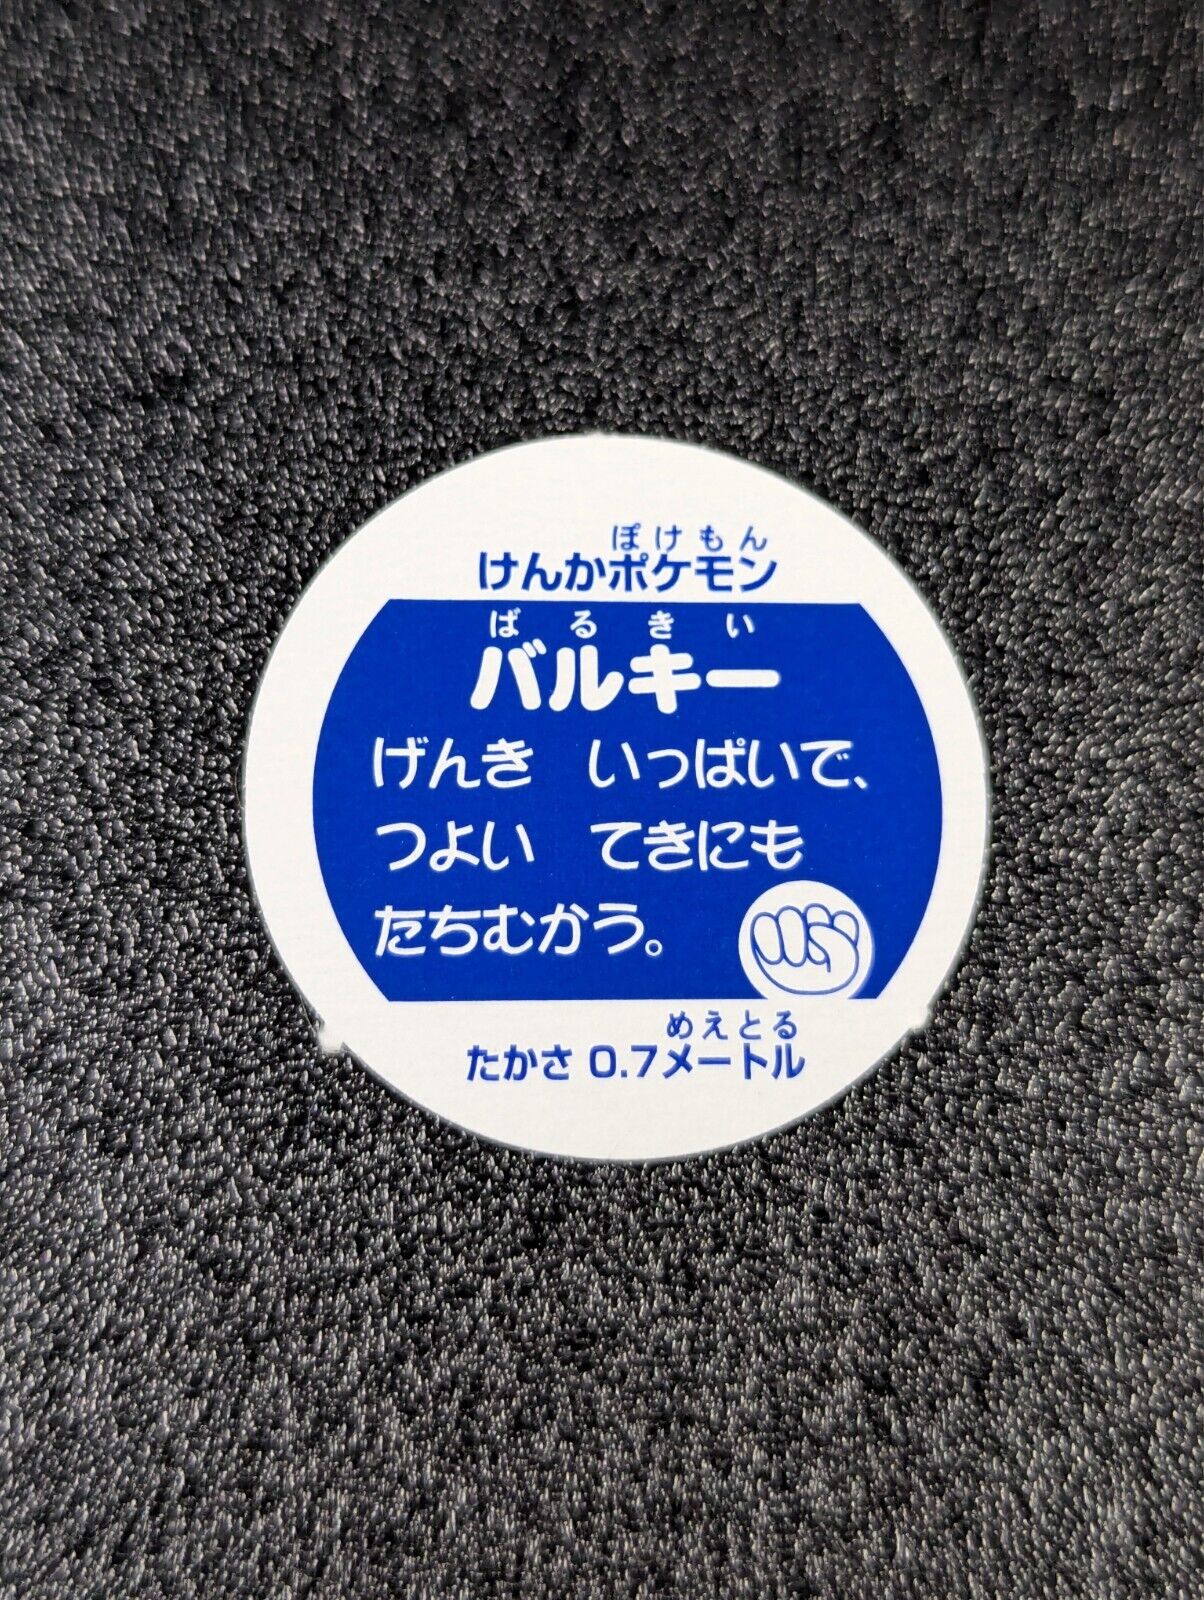 ぽけもん
けんかポケモン
ばるきい
バルキー
げんき いっぱいで、
つよい てきにも
たちむかう。
めえとる
たかさ 0.7メートル